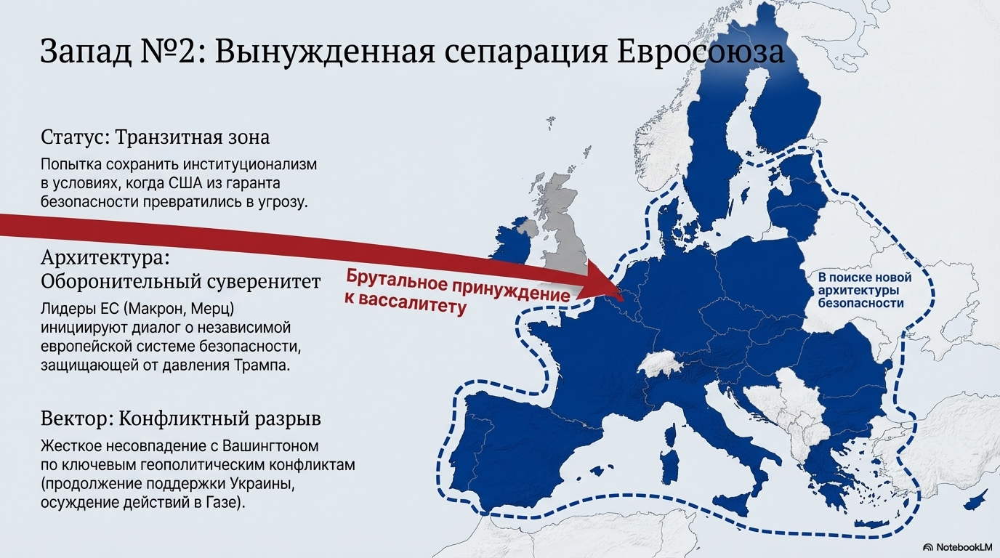 Запад №2: Вынужденная сепарация Евросоюза
Статус: Транзитная зона
Попытка сохранить институционализм
в условиях, когда США из гаранта
безопасности превратились в угрозу.
Архитектура:
Оборонительный суверенитет
Лидеры ЕС (Макрон, Мерц)
инициируют диалог о независимой
европейской системе безопасности,
защищающей от давления Трампа.
Вектор: Конфликтный разрыв
Жесткое несовпадение с Вашингтоном
по ключевым геополитическим конфликтам
(продолжение поддержки Украины,
осуждение действий в Газе).
Брутальное принуждение
к вассалитету
В поиске новой
архитектуры
безопасности
NotebookLM